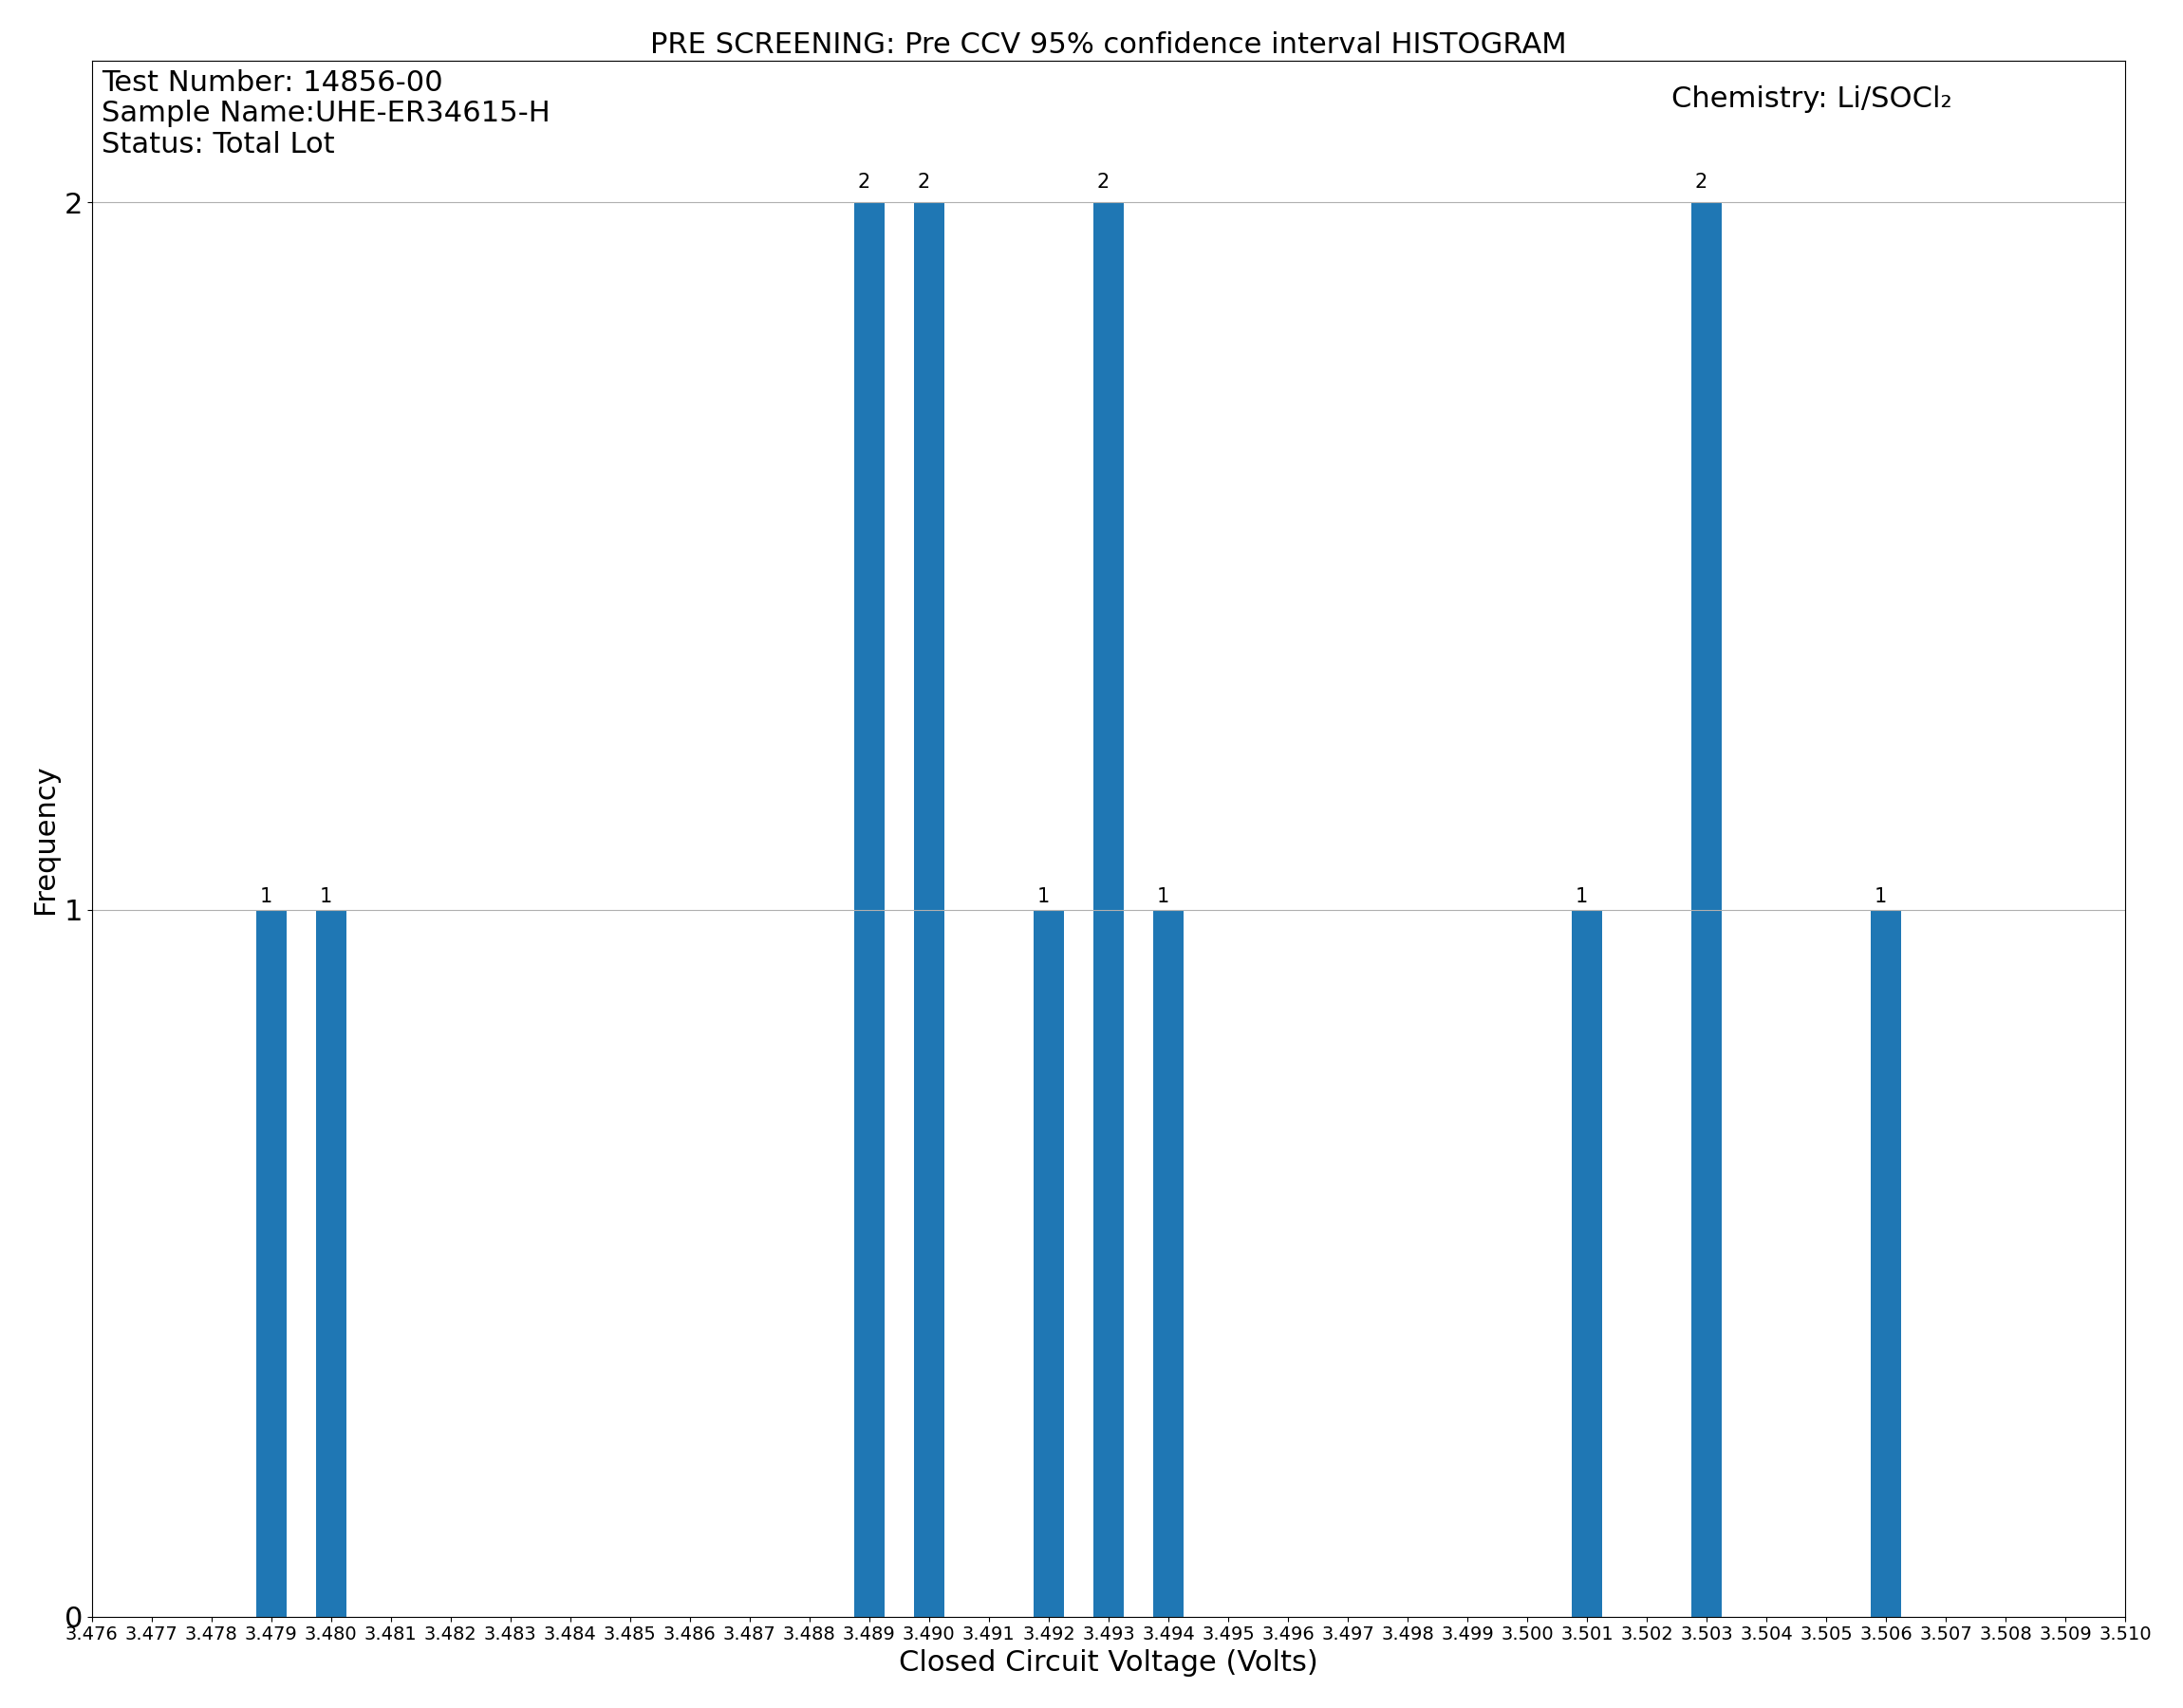 PRE SCREENING: Pre CCV 95% confidence interval HISTOGRAM
Test Number: 14856-00
Sample Name:UHE-ER34615-H
Status: Total Lot
Chemistry: Li/SOCl₂
2 2 2 2
2
1 1 1 1 1 1
1
Frequency
0
3.476 3.477 3.478 3.479 3.480 3.481 3.482 3.483 3.484 3.485 3.486 3.487 3.488 3.489 3.490 3.491 3.492 3.493 3.494 3.495 3.496 3.497 3.498 3.499 3.500 3.501 3.502 3.503 3.504 3.505 3.506 3.507 3.508 3.509 3.510
Closed Circuit Voltage (Volts)